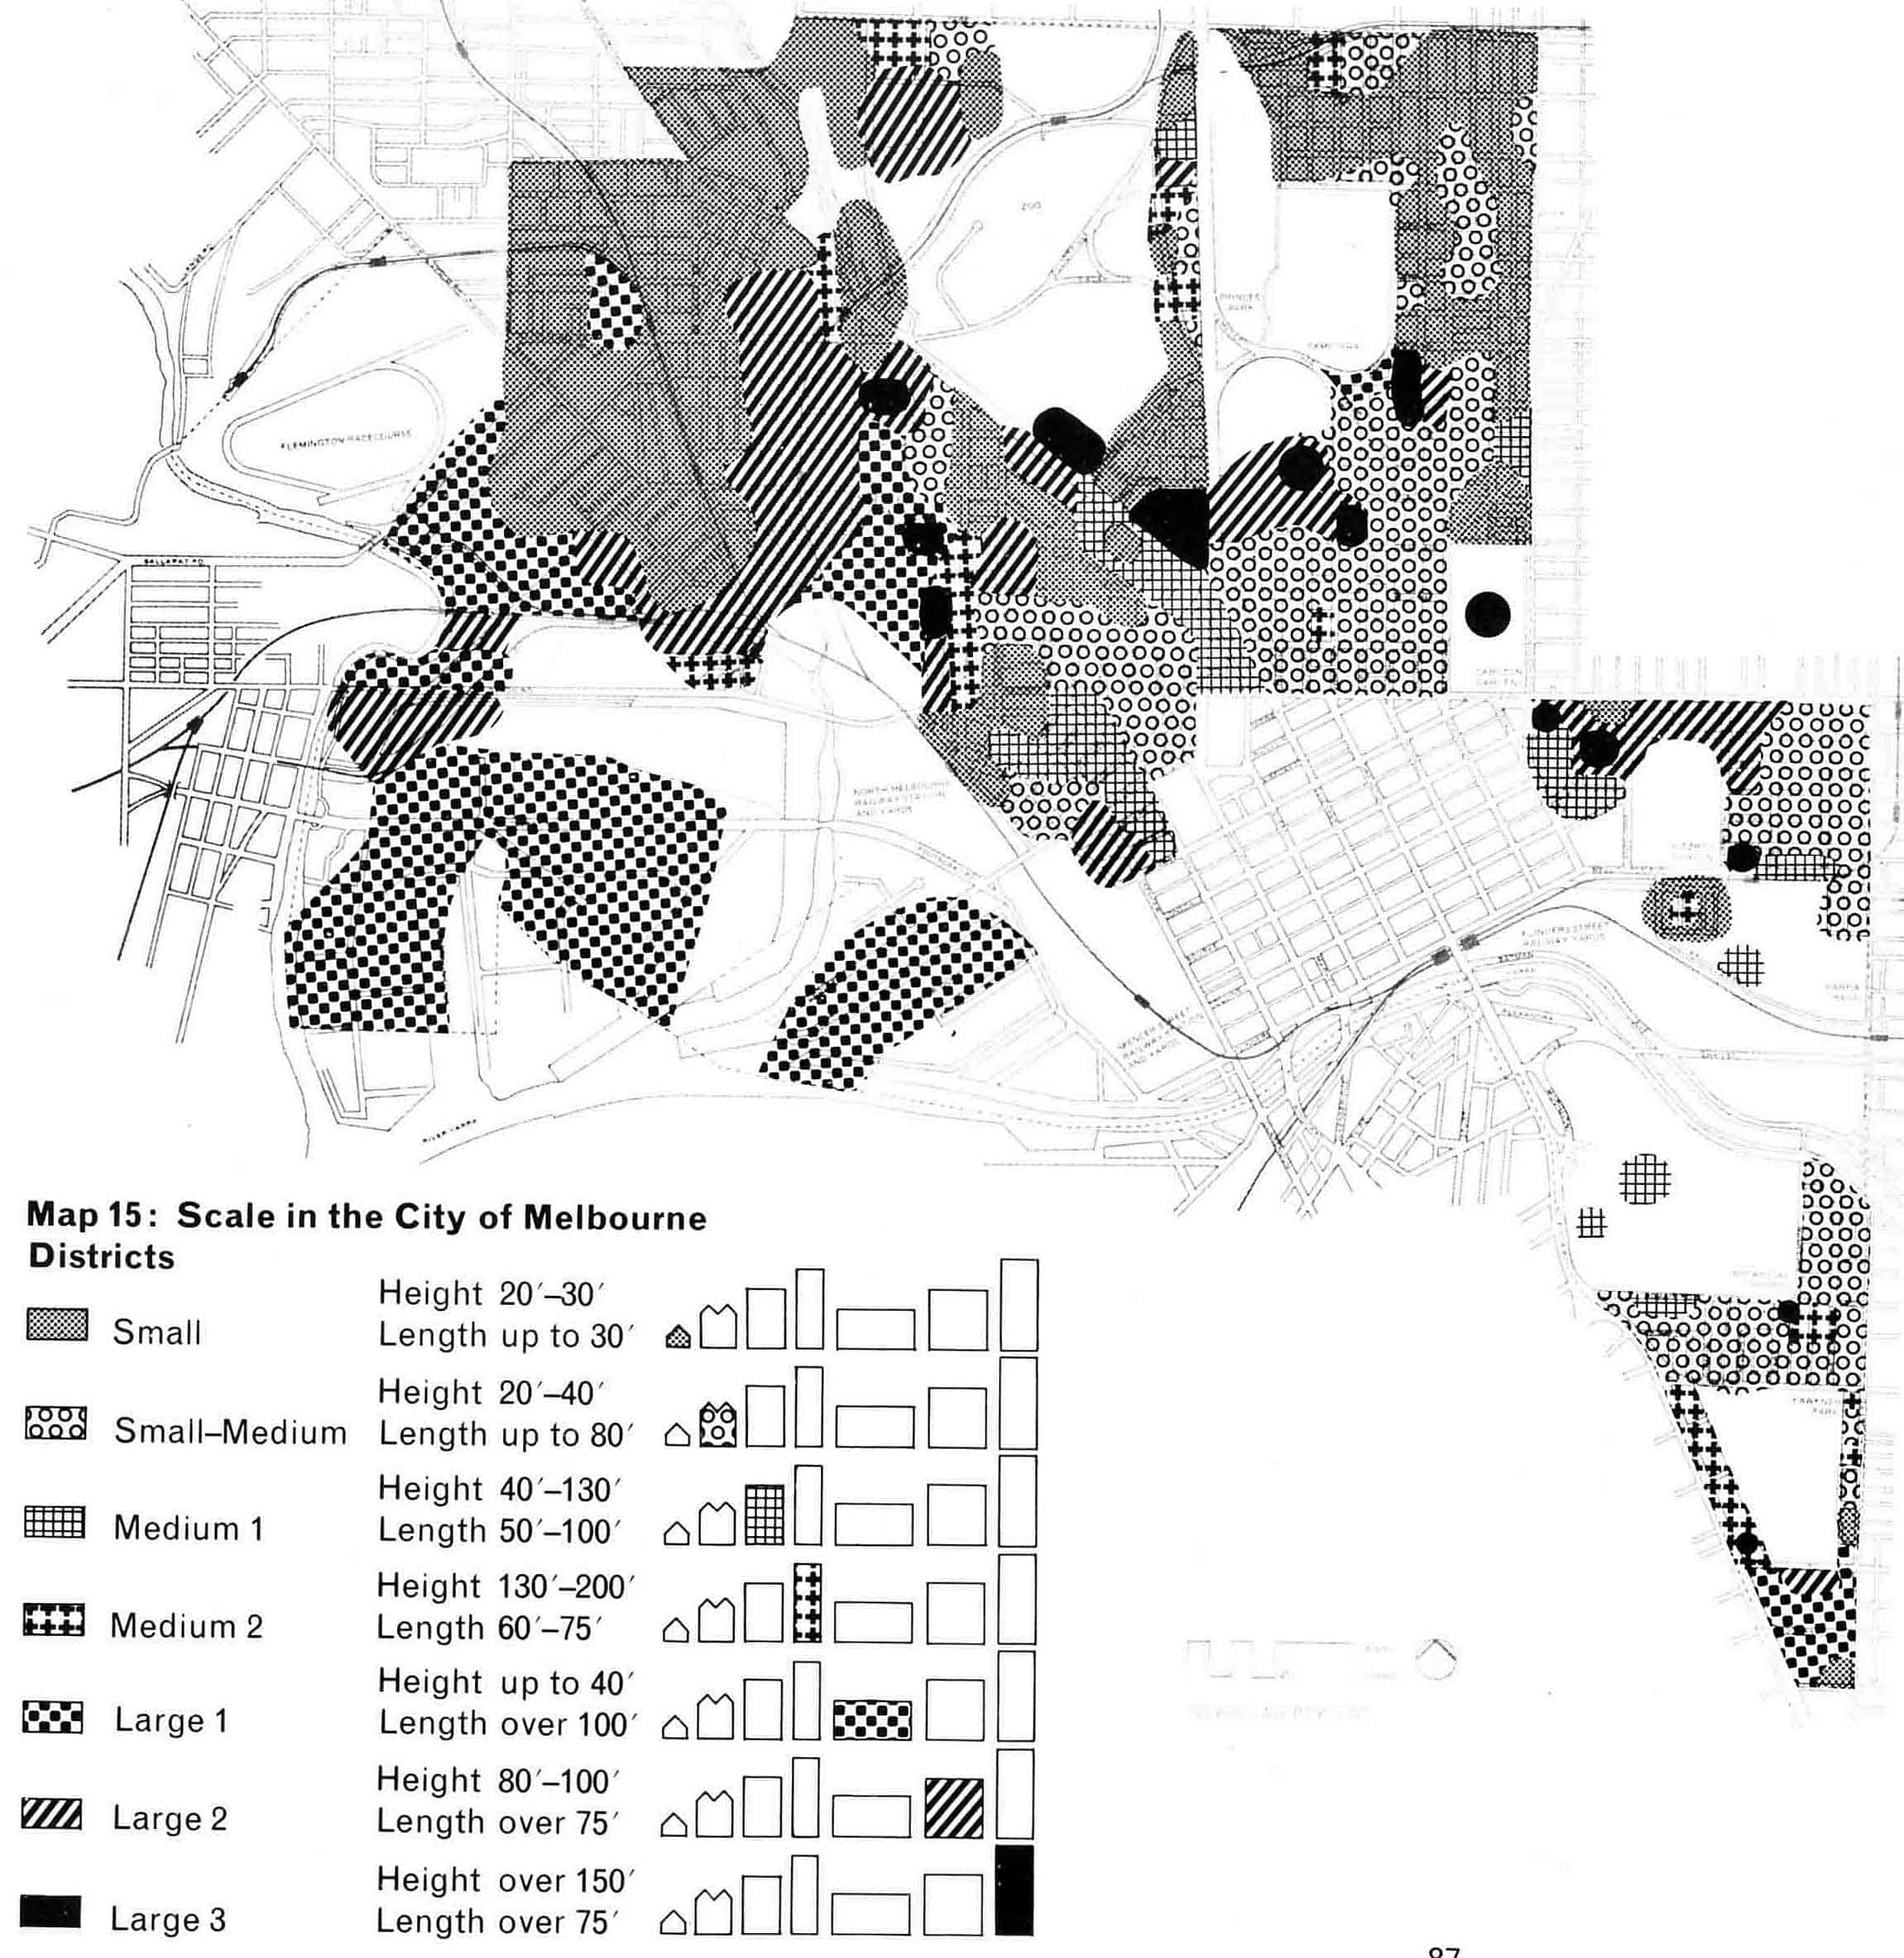 ZOO
PRINCES
PARK
CEMETERY
FLEMINGTON RACECOURSE
BALLARAT RD
NORTH MELBOURNE
RAILWAY STATION
AND YARDS
FLINDERS STREET
RAILWAY YARDS
SPENCER STREET
RAILWAY STATION
AND YARDS
RIVER YARRA
Map 15: Scale in the City of Melbourne
Districts
Small
Height 20′–30′
Length up to 30′
Small–Medium
Height 20′–40′
Length up to 80′
Medium 1
Height 40′–130′
Length 50′–100′
Medium 2
Height 130′–200′
Length 60′–75′
Large 1
Height up to 40′
Length over 100′
Large 2
Height 80′–100′
Length over 75′
Large 3
Height over 150′
Length over 75′
87